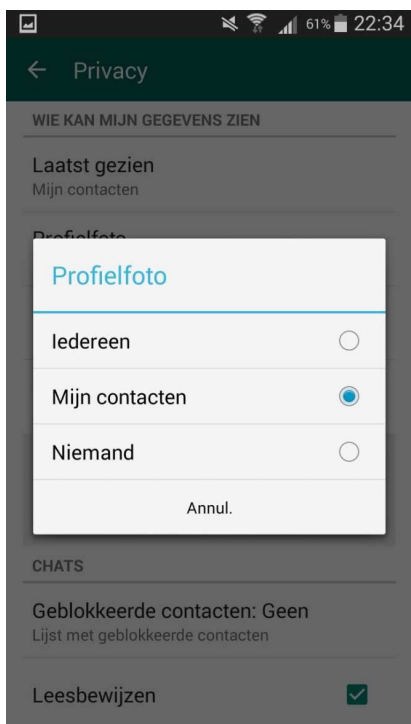 61% 22:34
Privacy
WIE KAN MIJN GEGEVENS ZIEN
Laatst gezien
Mijn contacten
Profielfoto
Profielfoto
Iedereen
Mijn contacten
Niemand
Annul.
CHATS
Geblokkeerde contacten: Geen
Lijst met geblokkeerde contacten
Leesbewijzen